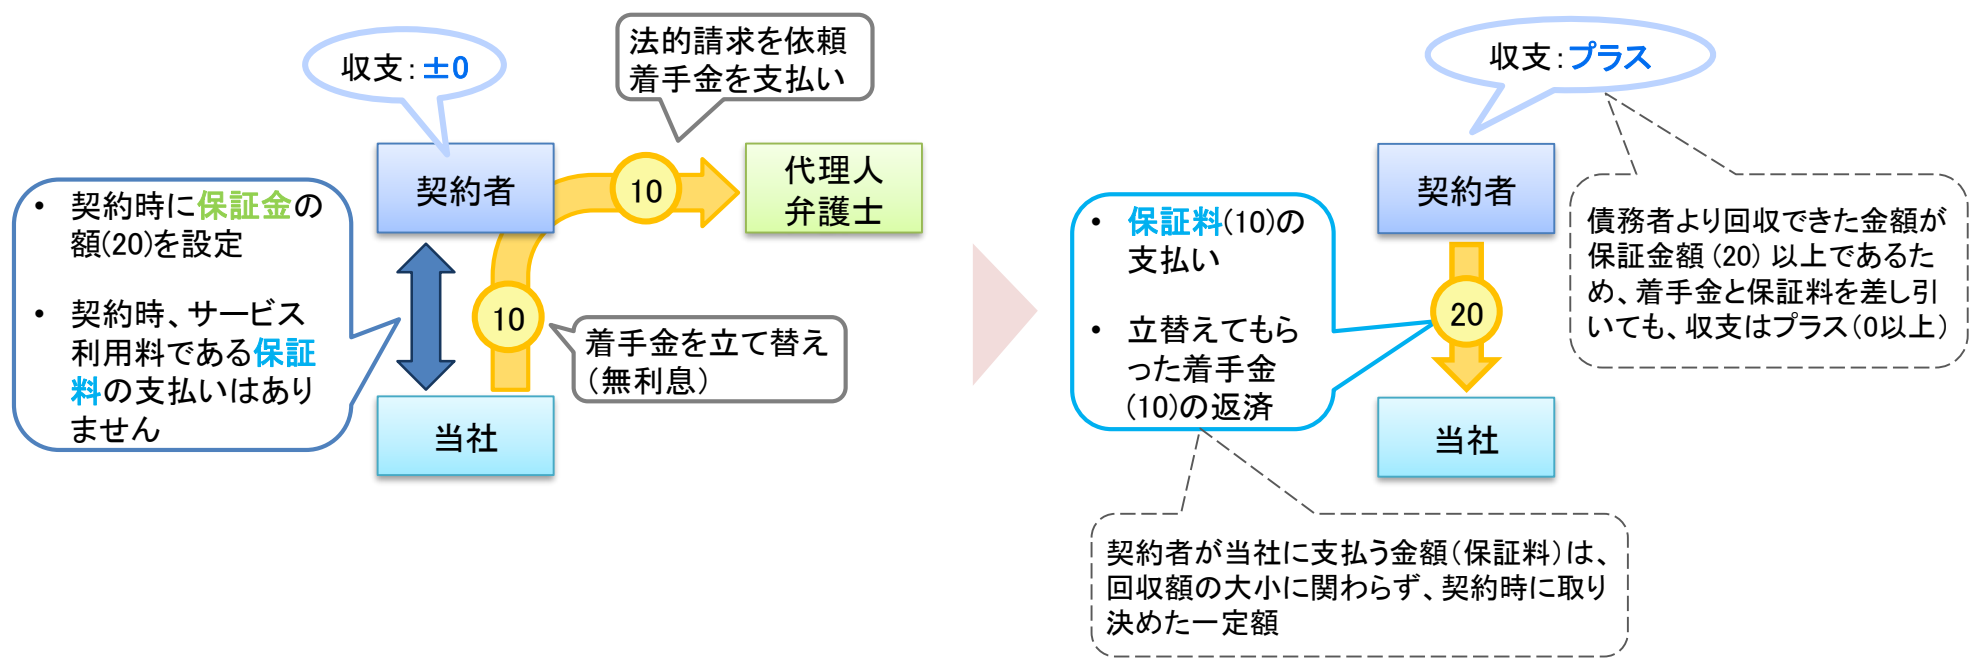 収支：±0
法的請求を依頼
着手金を支払い
契約者
10
代理人
弁護士
• 契約時に保証金の
額(20)を設定
• 契約時、サービス
利用料である保証
料の支払いはあり
ません
10
着手金を立て替え
（無利息）
当社
収支：プラス
契約者
債務者より回収できた金額が
保証金額（20）以上であるた
め、着手金と保証料を差し引
いても、収支はプラス（0以上）
• 保証料(10)の
支払い
• 立替えてもら
った着手金
(10)の返済
20
当社
契約者が当社に支払う金額（保証料）は、
回収額の大小に関わらず、契約時に取り
決めた一定額